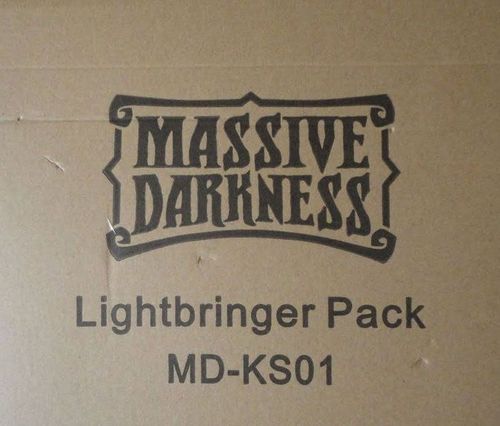 MASSIVE
DARKNESS
Lightbringer Pack
MD-KS01